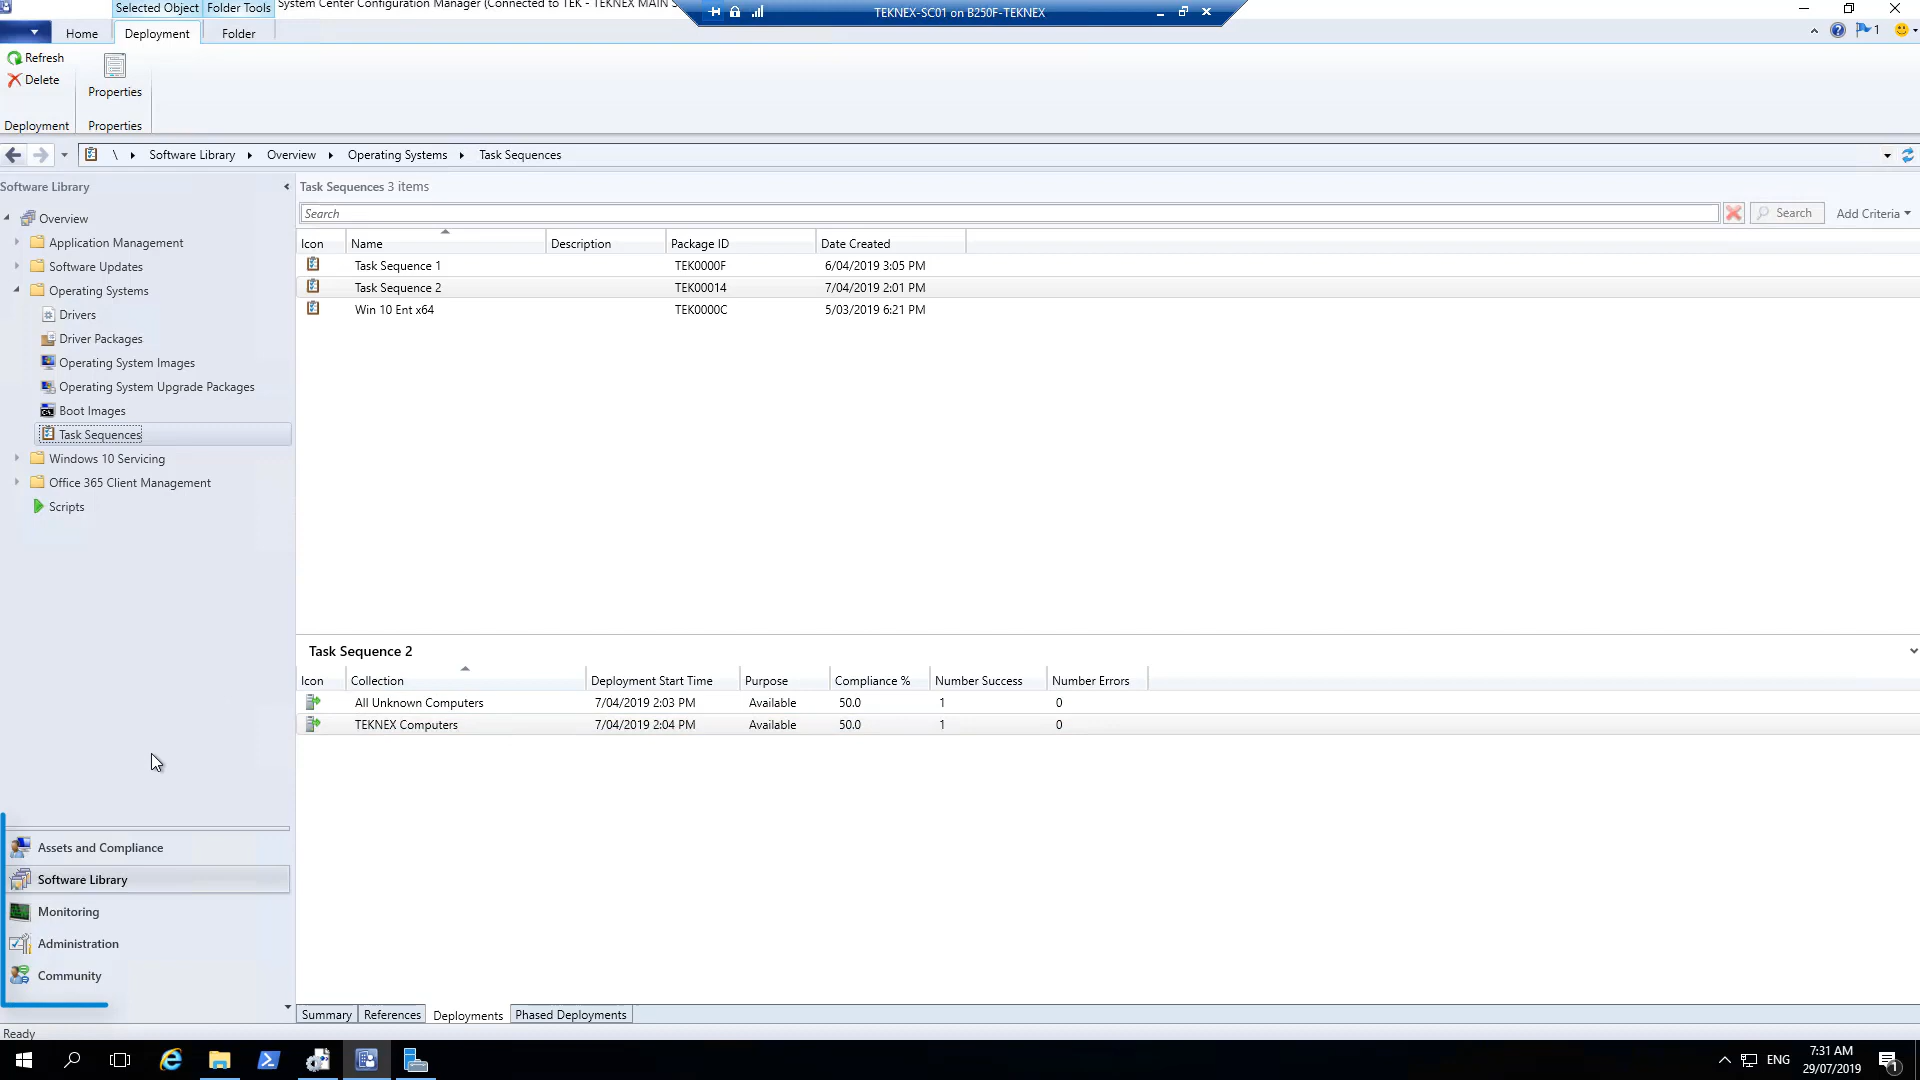 Selected Object Folder Tools System Center Configuration Manager (Connected to TEK - TEKNEX MAIN S
TEKNEX-SC01 on B250F-TEKNEX
Home Deployment Folder
1
Refresh
Delete
Properties
Deployment Properties
\ Software Library Overview Operating Systems Task Sequences
Software Library
Task Sequences 3 items
Search
Search Add Criteria
Overview
Application Management
Software Updates
Operating Systems
Drivers
Driver Packages
Operating System Images
Operating System Upgrade Packages
Boot Images
Task Sequences
Windows 10 Servicing
Office 365 Client Management
Scripts
Icon Name Description Package ID Date Created
Task Sequence 1 TEK0000F 6/04/2019 3:05 PM
Task Sequence 2 TEK00014 7/04/2019 2:01 PM
Win 10 Ent x64 TEK0000C 5/03/2019 6:21 PM
Task Sequence 2
Icon Collection Deployment Start Time Purpose Compliance % Number Success Number Errors
All Unknown Computers 7/04/2019 2:03 PM Available 50.0 1 0
TEKNEX Computers 7/04/2019 2:04 PM Available 50.0 1 0
Assets and Compliance
Software Library
Monitoring
Administration
Community
Summary References Deployments Phased Deployments
Ready
ENG
7:31 AM
29/07/2019
1